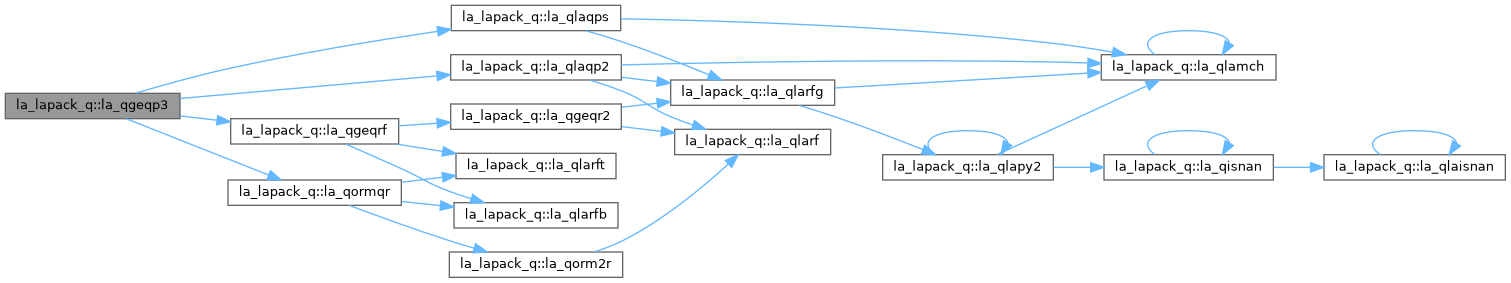 la_lapack_q::la_qgeqp3
la_lapack_q::la_qlaqps
la_lapack_q::la_qlaqp2
la_lapack_q::la_qgeqrf
la_lapack_q::la_qormqr
la_lapack_q::la_qgeqr2
la_lapack_q::la_qlarft
la_lapack_q::la_qlarfb
la_lapack_q::la_qorm2r
la_lapack_q::la_qlarfg
la_lapack_q::la_qlarf
la_lapack_q::la_qlamch
la_lapack_q::la_qlapy2
la_lapack_q::la_qisnan
la_lapack_q::la_qlaisnan